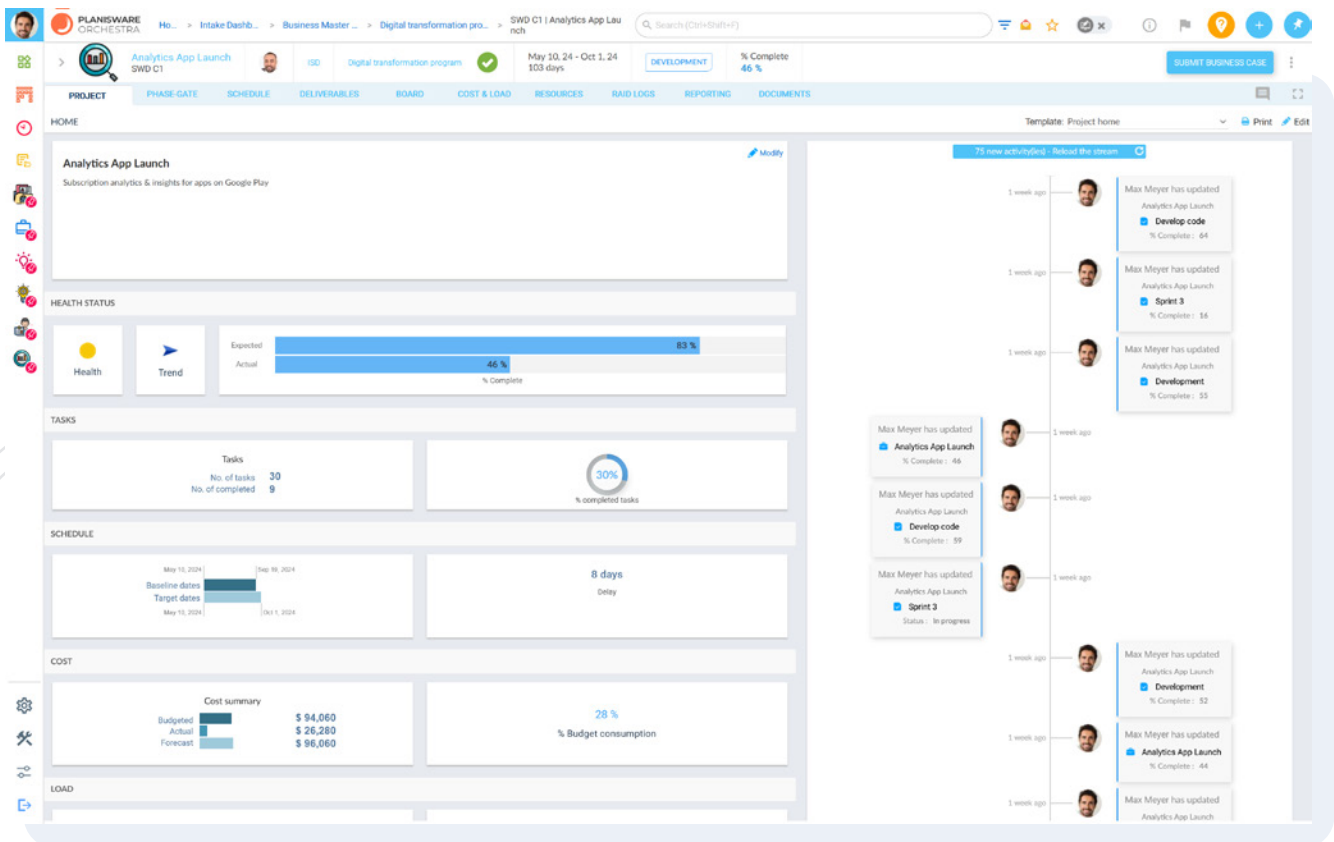 PLANISWARE
ORCHESTRA
Ho... > Intake Dashb... > Business Master ... > Digital transformation pro... > SWD C1 | Analytics App Lau
nch
Search (Ctrl+Shift+F)
Analytics App Launch
SWD C1
ISD
Digital transformation program
May 10, 24 - Oct 1, 24
103 days
DEVELOPMENT
% Complete
46 %
SUBMIT BUSINESS CASE
PROJECT PHASE-GATE SCHEDULE DELIVERABLES BOARD COST & LOAD RESOURCES RAID LOGS REPORTING DOCUMENTS
HOME
Template: Project home
Print
Edit
Analytics App Launch
Modify
Subscription analytics & insights for apps on Google Play
HEALTH STATUS
Health
Trend
Expected 83 %
Actual 46 %
% Complete
TASKS
Tasks
No. of tasks 30
No. of completed 9
30%
% completed tasks
SCHEDULE
May 10, 2024
Baseline dates
Target dates
May 10, 2024 Oct 1, 2024
8 days
Delay
COST
Cost summary
Budgeted $ 94,060
Actual $ 26,280
Forecast $ 96,060
28 %
% Budget consumption
LOAD
75 new activity(ies) - Reload the stream
1 week ago
Max Meyer has updated
Analytics App Launch
Develop code
% Complete : 64
1 week ago
Max Meyer has updated
Analytics App Launch
Sprint 3
% Complete : 16
1 week ago
Max Meyer has updated
Analytics App Launch
Development
% Complete : 55
Max Meyer has updated
Analytics App Launch
% Complete : 46
1 week ago
Max Meyer has updated
Analytics App Launch
Develop code
% Complete : 59
1 week ago
Max Meyer has updated
Analytics App Launch
Sprint 3
Status : In progress
1 week ago
1 week ago
Max Meyer has updated
Analytics App Launch
Development
% Complete : 52
1 week ago
Max Meyer has updated
Analytics App Launch
% Complete : 44
1 week ago
Max Meyer has updated
Analytics App Launch